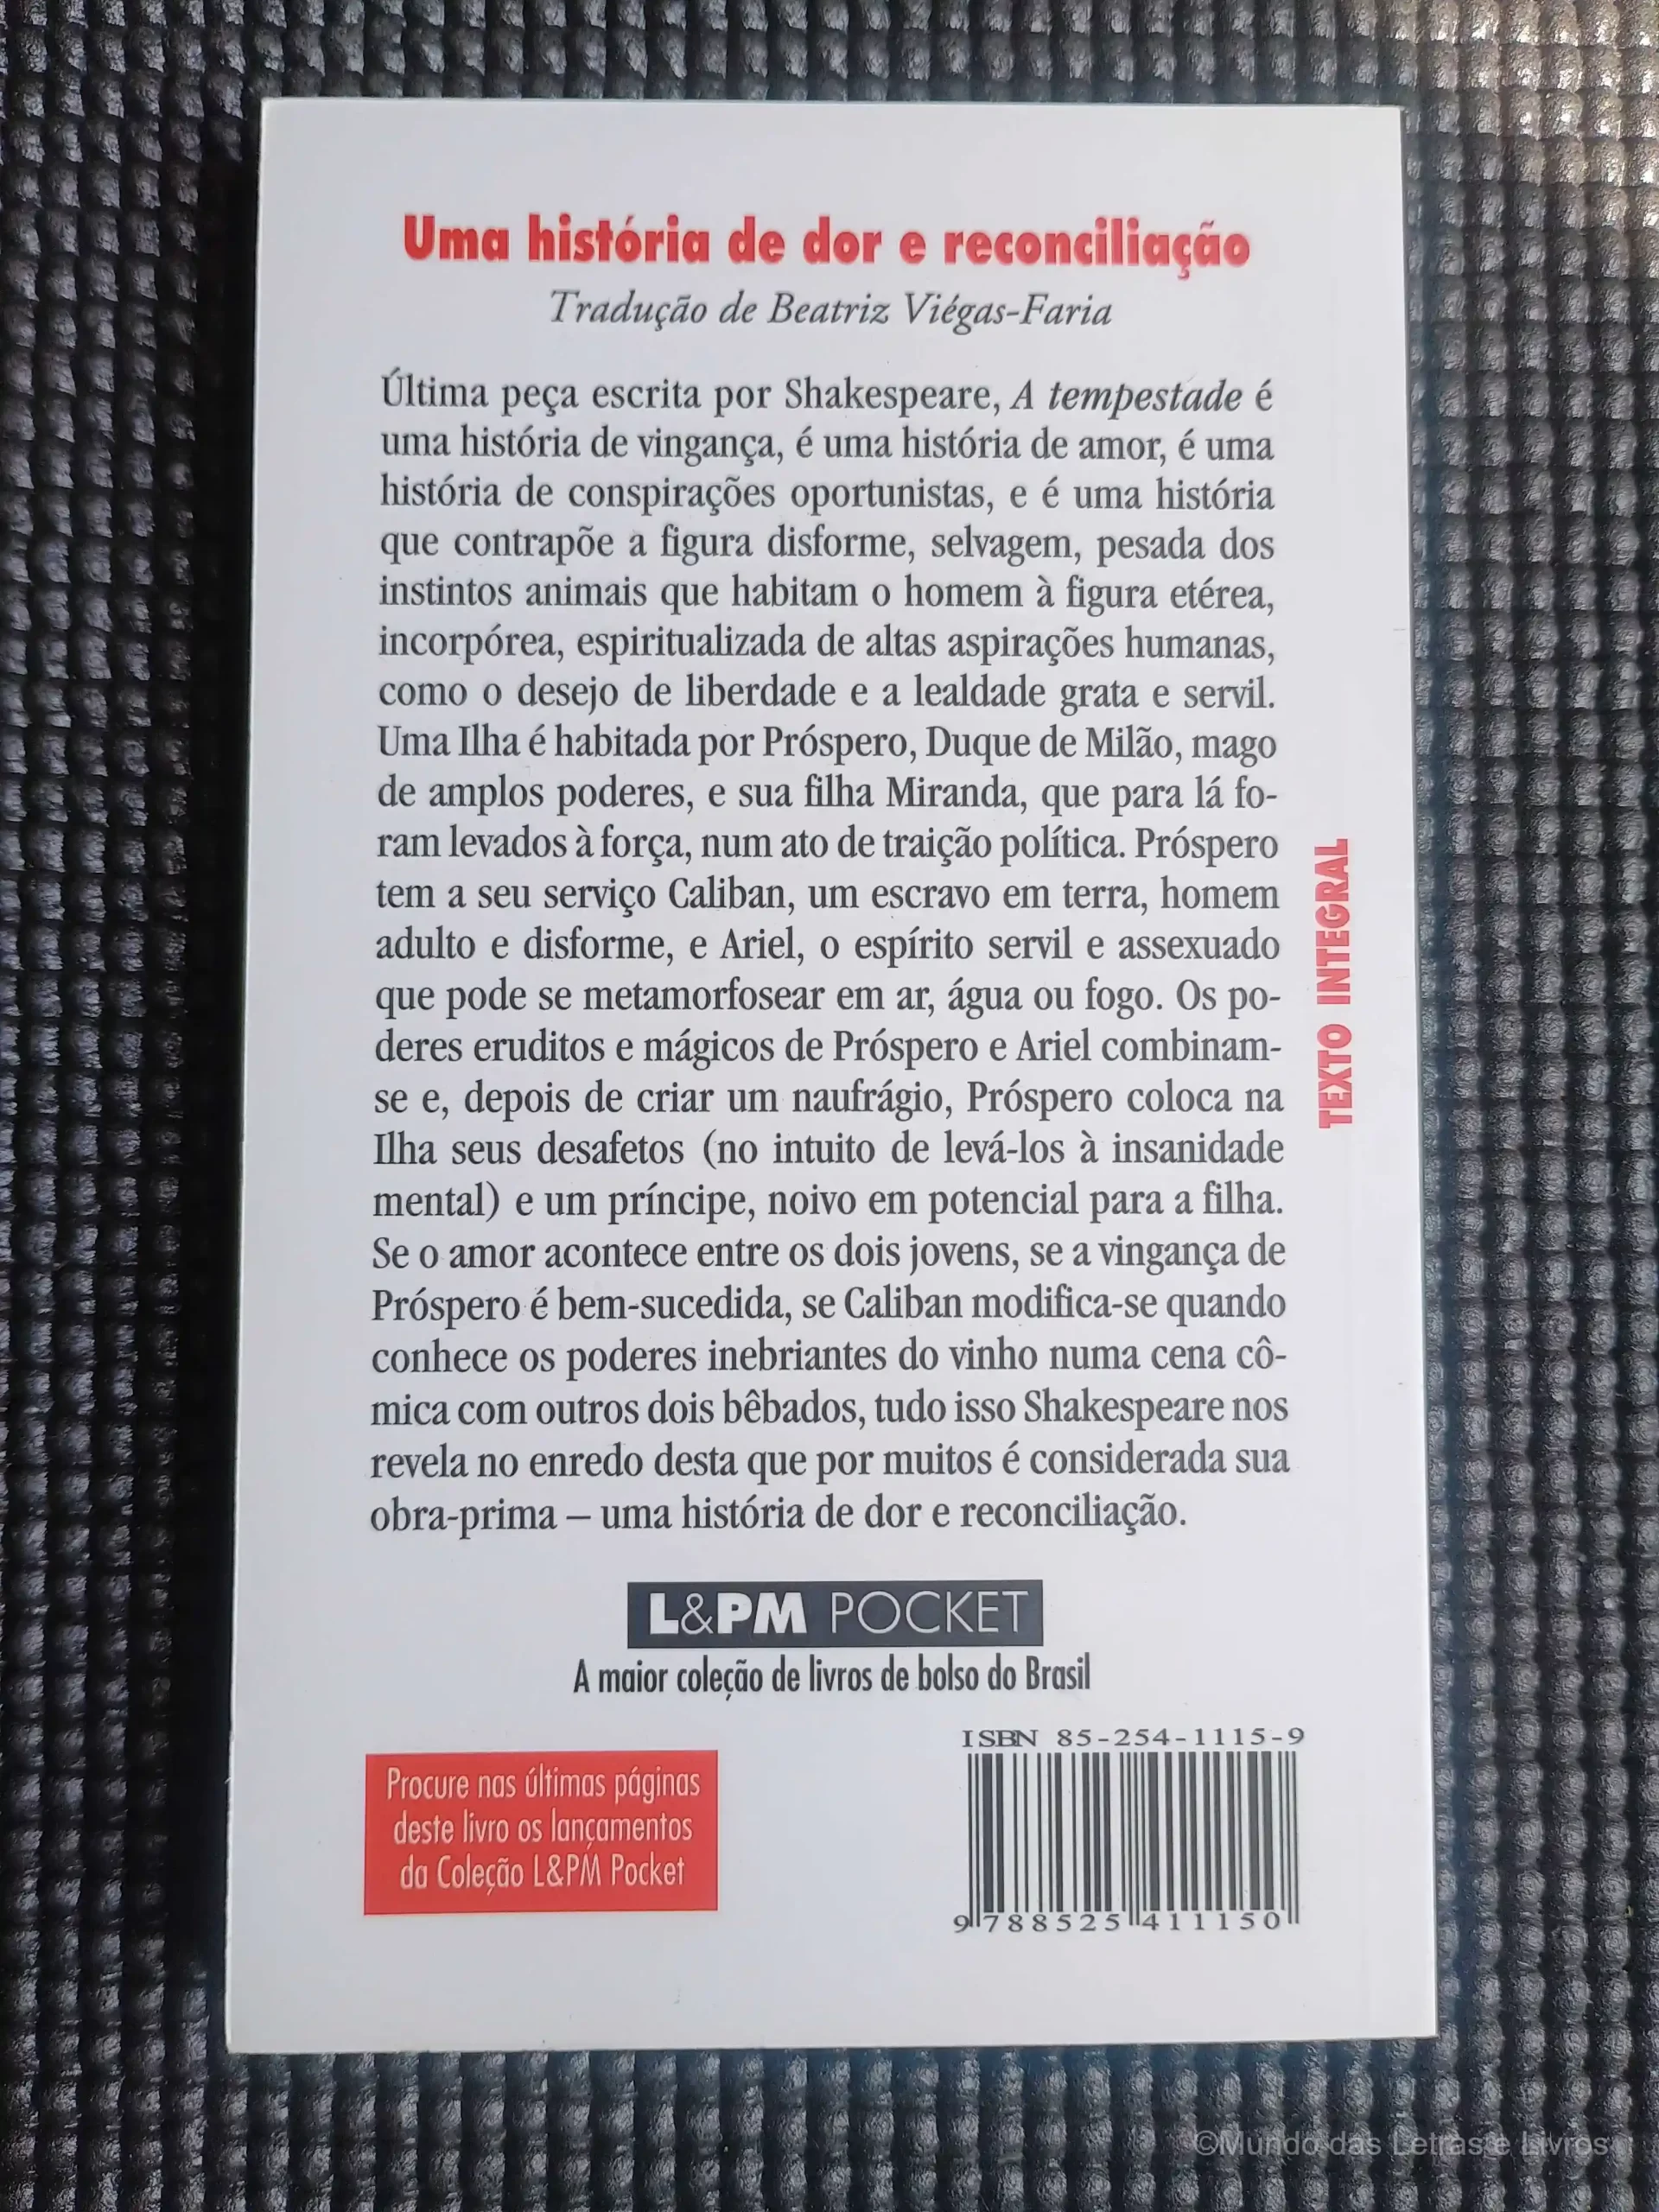 Uma história de dor e reconciliação
Tradução de Beatriz Viégas-Faria
Última peça escrita por Shakespeare, A tempestade é
uma história de vingança, é uma história de amor, é uma
história de conspirações oportunistas, e é uma história
que contrapõe a figura disforme, selvagem, pesada dos
instintos animais que habitam o homem à figura etérea,
incorpórea, espiritualizada de altas aspirações humanas,
como o desejo de liberdade e a lealdade grata e servil.
Uma Ilha é habitada por Próspero, Duque de Milão, mago
de amplos poderes, e sua filha Miranda, que para lá fo-
ram levados à força, num ato de traição política. Próspero
tem a seu serviço Caliban, um escravo em terra, homem
adulto e disforme, e Ariel, o espírito servil e assexuado
que pode se metamorfosear em ar, água ou fogo. Os po-
deres eruditos e mágicos de Próspero e Ariel combinam-
se e, depois de criar um naufrágio, Próspero coloca na
Ilha seus desafetos (no intuito de levá-los à insanidade
mental) e um príncipe, noivo em potencial para a filha.
Se o amor acontece entre os dois jovens, se a vingança de
Próspero é bem-sucedida, se Caliban modifica-se quando
conhece os poderes inebriantes do vinho numa cena cô-
mica com outros dois bêbados, tudo isso Shakespeare nos
revela no enredo desta que por muitos é considerada sua
obra-prima – uma história de dor e reconciliação.
TEXTO INTEGRAL
L&PM POCKET
A maior coleção de livros de bolso do Brasil
Procure nas últimas páginas
deste livro os lançamentos
da Coleção L&PM Pocket
ISBN 85-254-1115-9
9 788525 411150
©Mundo das Letras e Livros